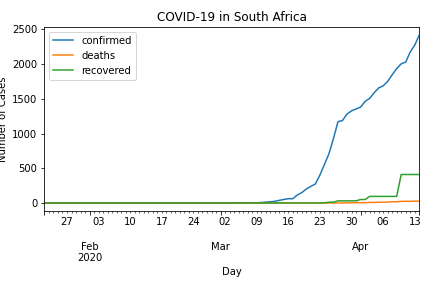 COVID-19 in South Africa
2500
2000
1500
1000
500
0
Number of Cases
confirmed
deaths
recovered
27 03 10 17 24 02 09 16 23 30 06 13
Feb Mar Apr
2020
Day